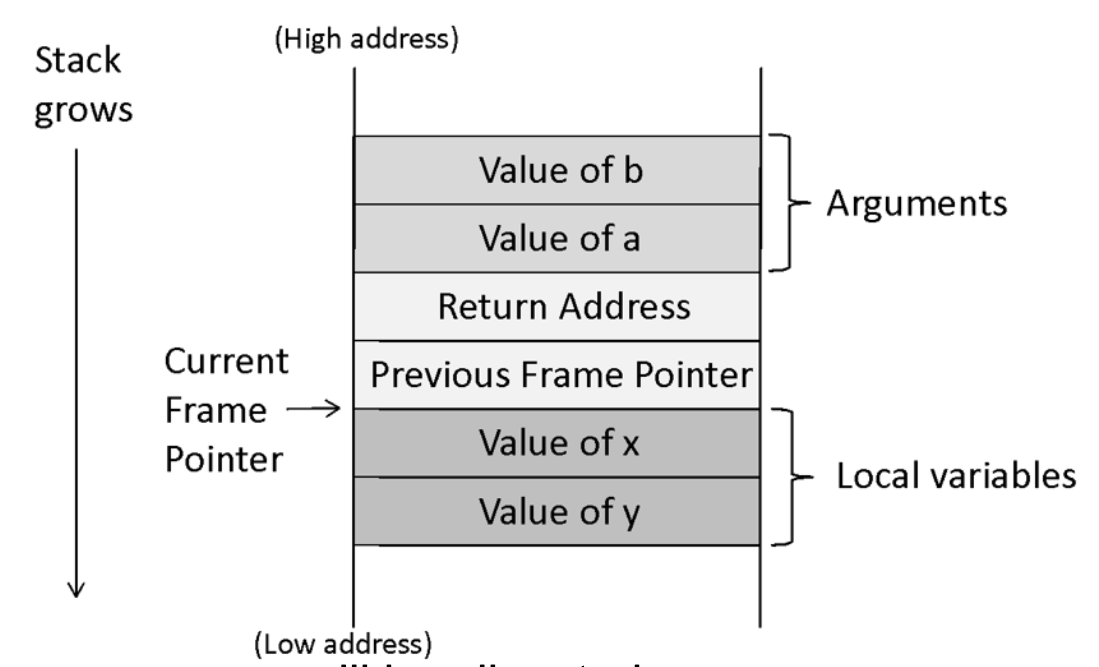 (High address)
Stack
grows
Value of b
Value of a
Arguments
Return Address
Previous Frame Pointer
Current
Frame
Pointer
Value of x
Value of y
Local variables
(Low address)